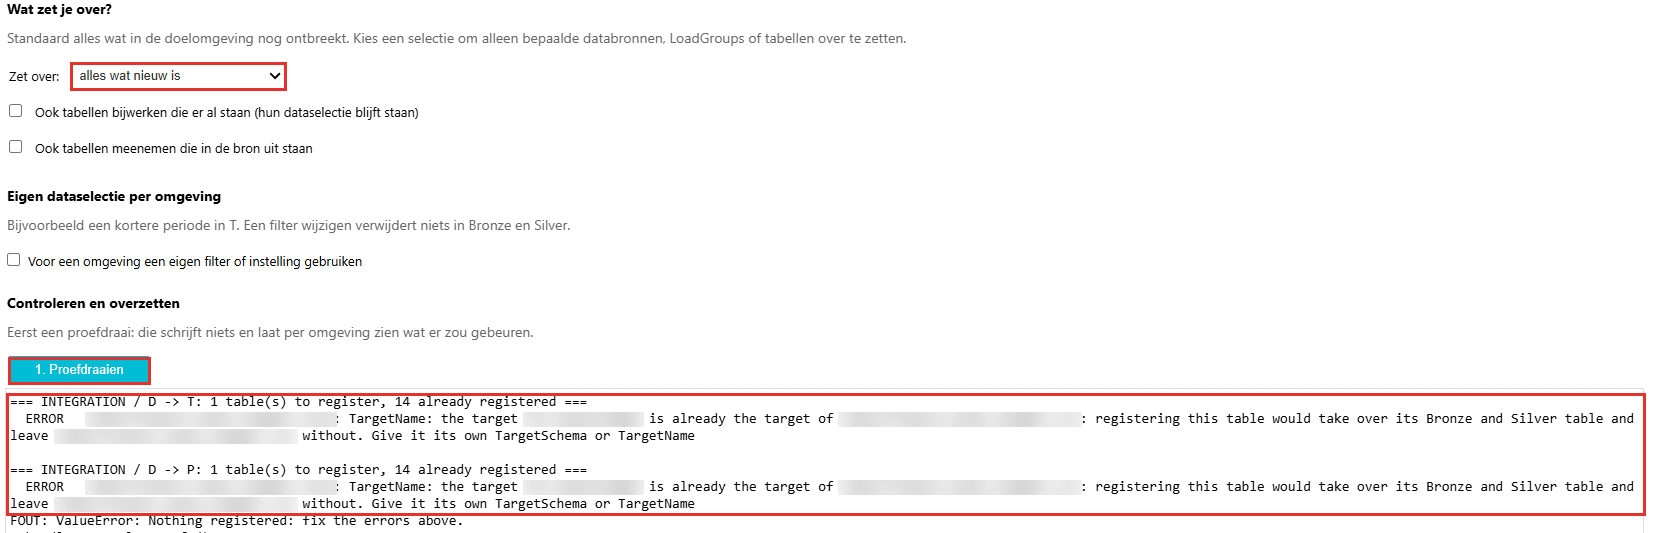 Wat zet je over?
Standaard alles wat in de doelomgeving nog ontbreekt. Kies een selectie om alleen bepaalde databronnen, LoadGroups of tabellen over te zetten.
Zet over: alles wat nieuw is
Ook tabellen bijwerken die er al staan (hun dataselectie blijft staan)
Ook tabellen meenemen die in de bron uit staan
Eigen dataselectie per omgeving
Bijvoorbeeld een kortere periode in T. Een filter wijzigen verwijdert niets in Bronze en Silver.
Voor een omgeving een eigen filter of instelling gebruiken
Controleren en overzetten
Eerst een proefdraai: die schrijft niets en laat per omgeving zien wat er zou gebeuren.
1. Proefdraaien
=== INTEGRATION / D -> T: 1 table(s) to register, 14 already registered ===
ERROR : TargetName: the target is already the target of : registering this table would take over its Bronze and Silver table and
leave without. Give it its own TargetSchema or TargetName
=== INTEGRATION / D -> P: 1 table(s) to register, 14 already registered ===
ERROR : TargetName: the target is already the target of : registering this table would take over its Bronze and Silver table and
leave without. Give it its own TargetSchema or TargetName
FOUT: ValueError: Nothing registered: fix the errors above.